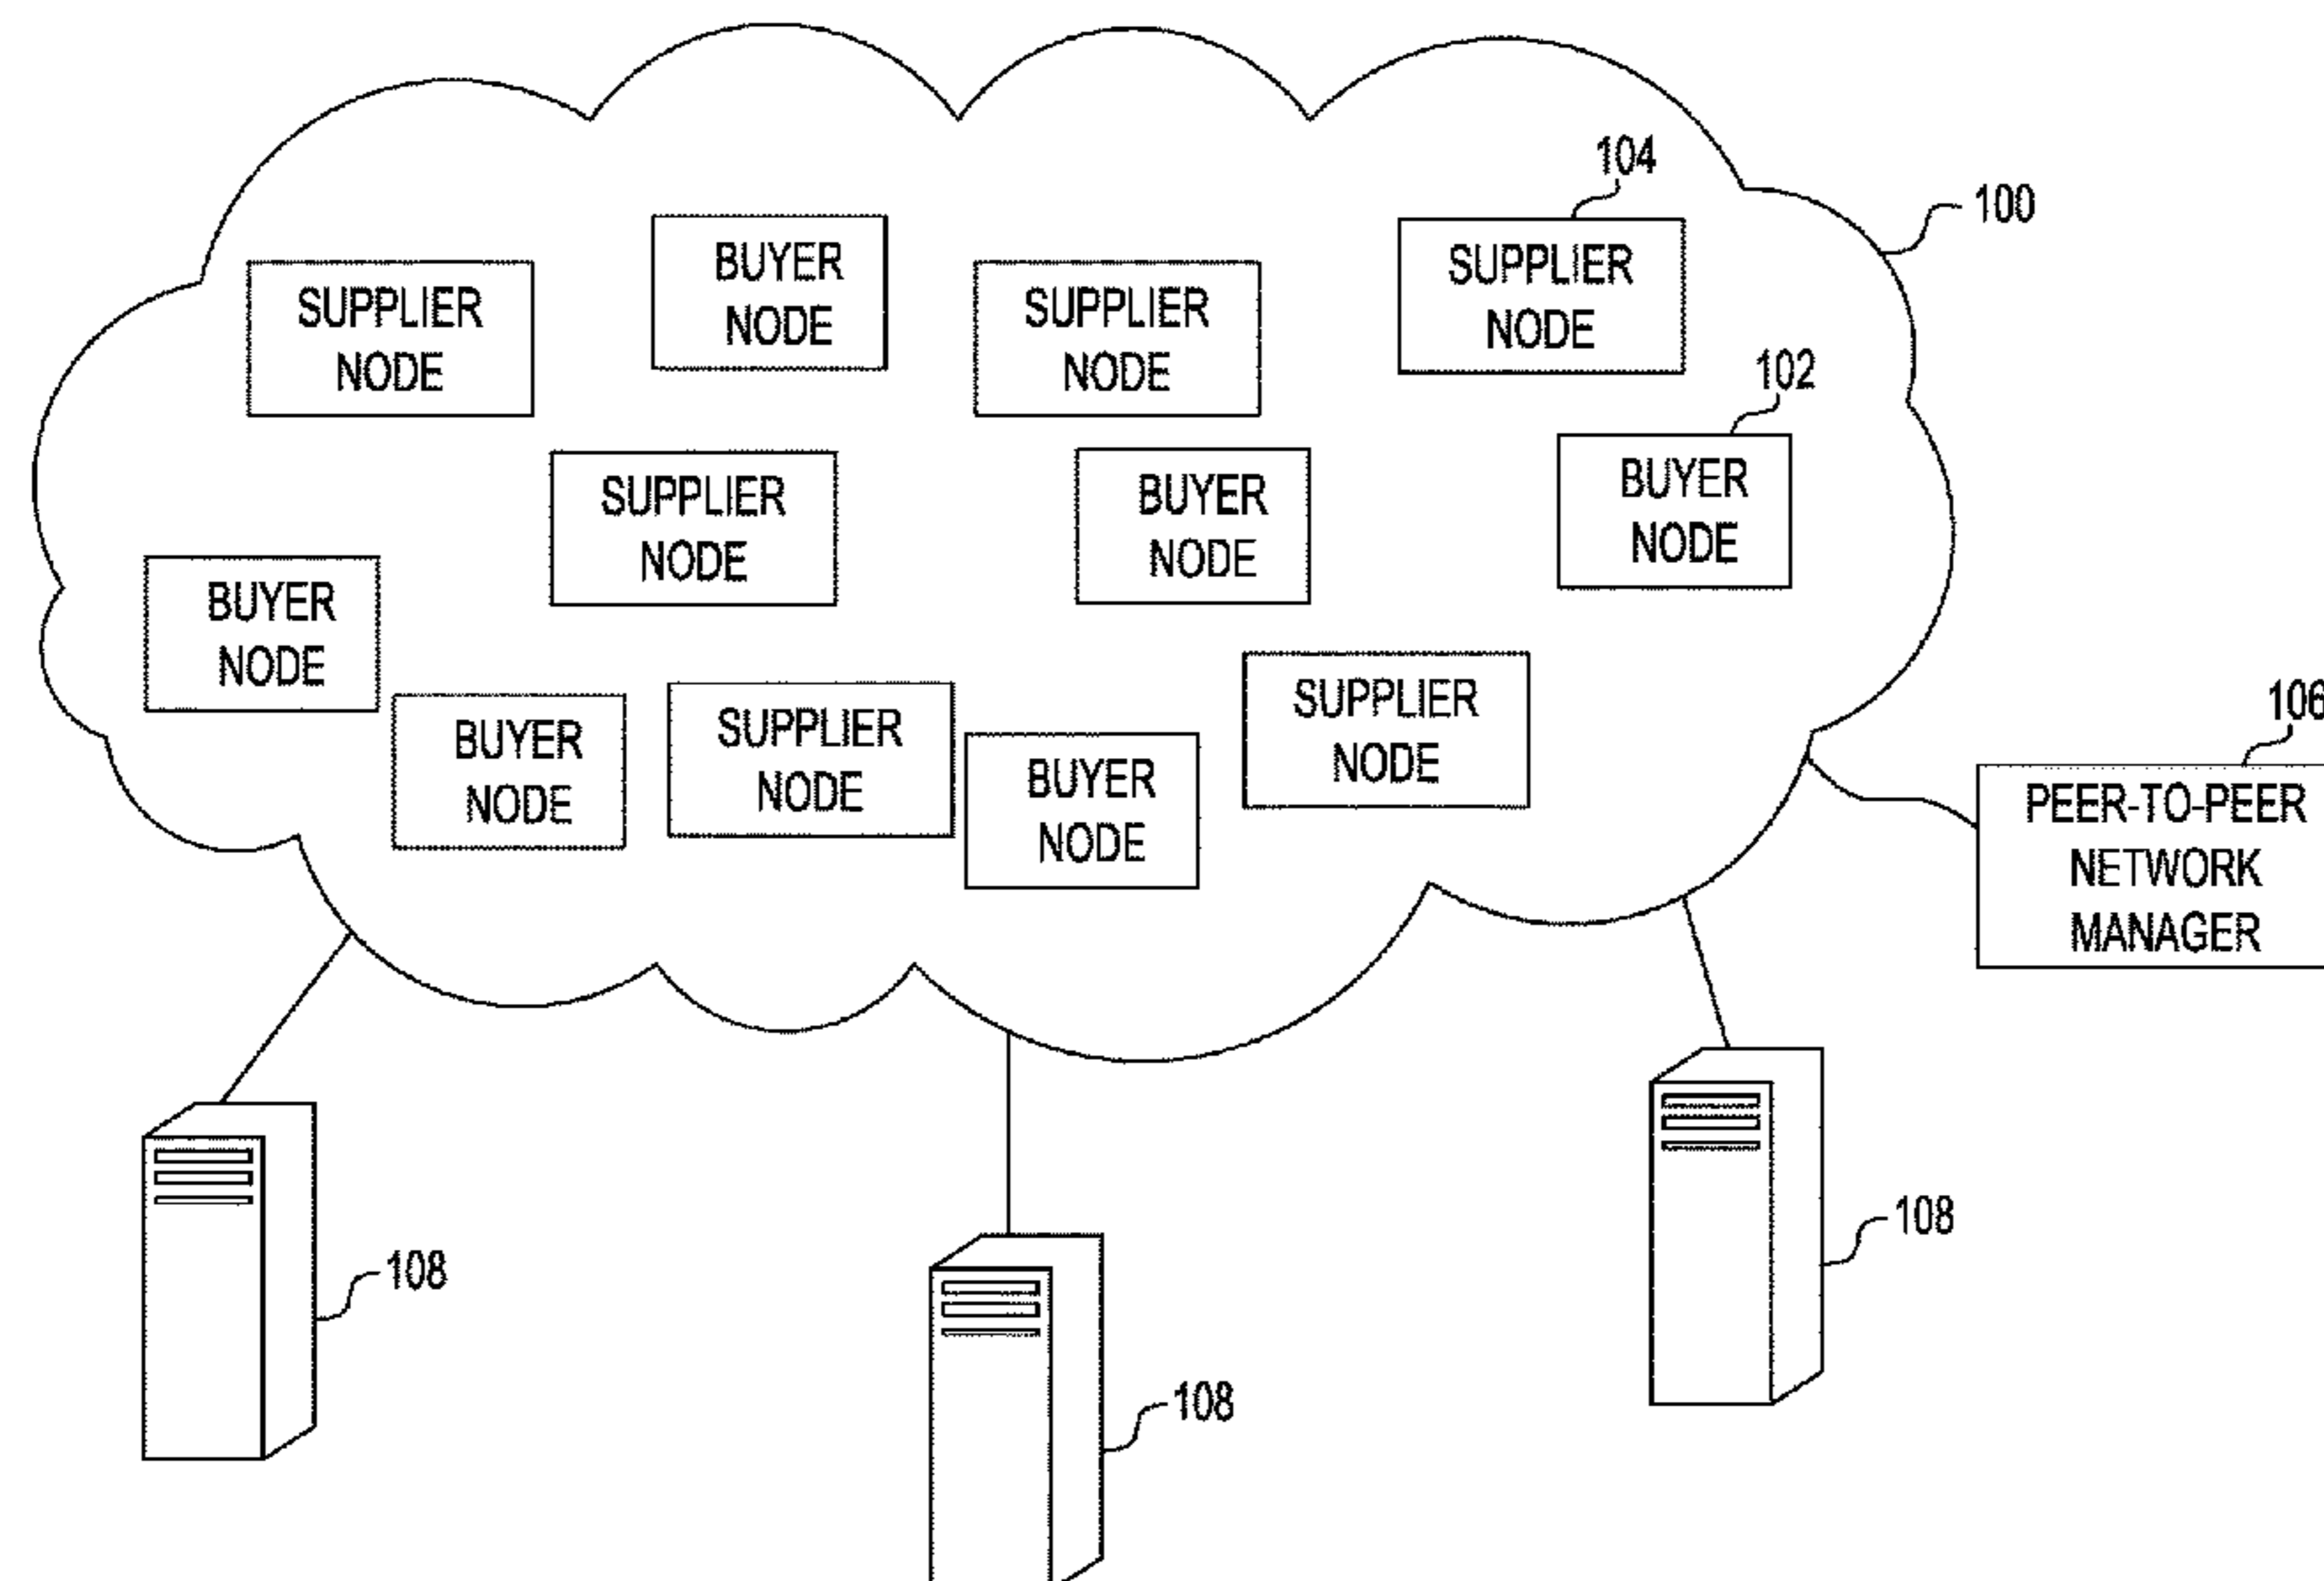 104
100
BUYER
NODE
SUPPLIER
NODE
SUPPLIER
NODE
SUPPLIER
NODE
102
SUPPLIER
NODE
BUYER
NODE
BUYER
NODE
BUYER
NODE
BUYER
NODE
SUPPLIER
NODE
BUYER
NODE
SUPPLIER
NODE
106
PEER-TO-PEER
NETWORK
MANAGER
108
108
108